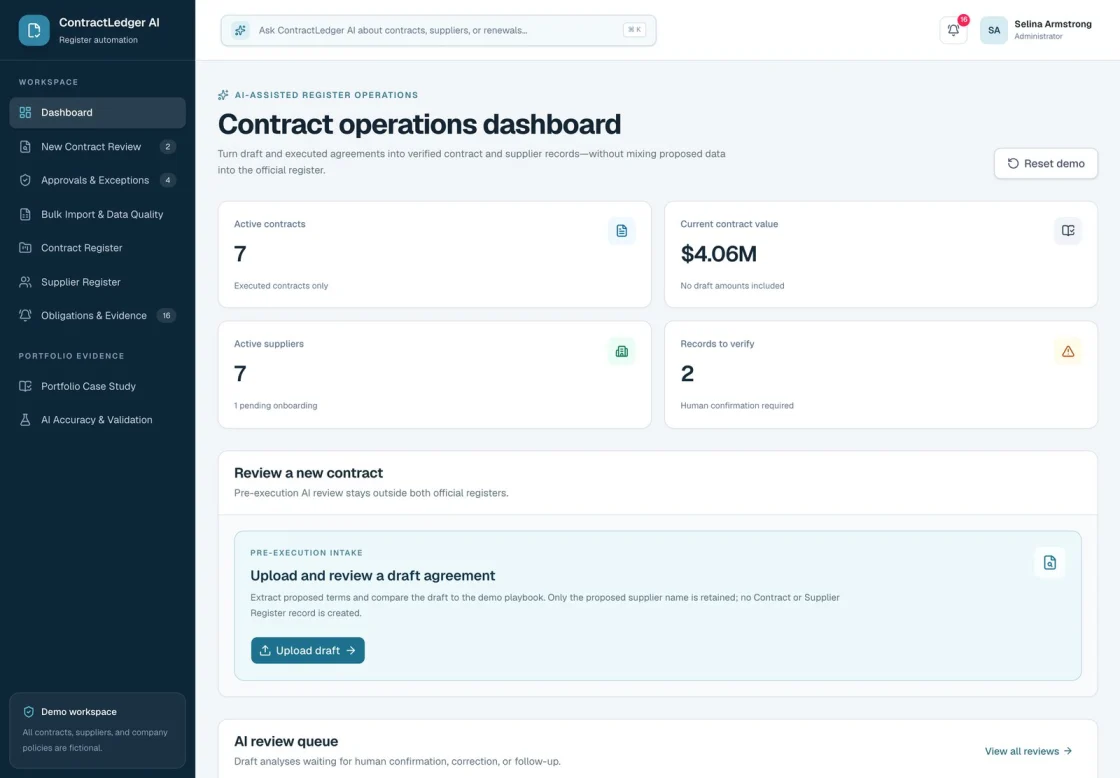 ContractLedger AI
Register automation
Ask ContractLedger AI about contracts, suppliers, or renewals...
⌘ K
16
SA
Selina Armstrong
Administrator
WORKSPACE
Dashboard
New Contract Review 2
Approvals & Exceptions 4
Bulk Import & Data Quality
Contract Register
Supplier Register
Obligations & Evidence 16
PORTFOLIO EVIDENCE
Portfolio Case Study
AI Accuracy & Validation
Demo workspace
All contracts, suppliers, and company
policies are fictional.
AI-ASSISTED REGISTER OPERATIONS
Contract operations dashboard
Turn draft and executed agreements into verified contract and supplier records—without mixing proposed data
into the official register.
Reset demo
Active contracts
7
Executed contracts only
Current contract value
$4.06M
No draft amounts included
Active suppliers
7
1 pending onboarding
Records to verify
2
Human confirmation required
Review a new contract
Pre-execution AI review stays outside both official registers.
PRE-EXECUTION INTAKE
Upload and review a draft agreement
Extract proposed terms and compare the draft to the demo playbook. Only the proposed supplier name is retained; no Contract or Supplier
Register record is created.
Upload draft →
AI review queue
Draft analyses waiting for human confirmation, correction, or follow-up.
View all reviews →